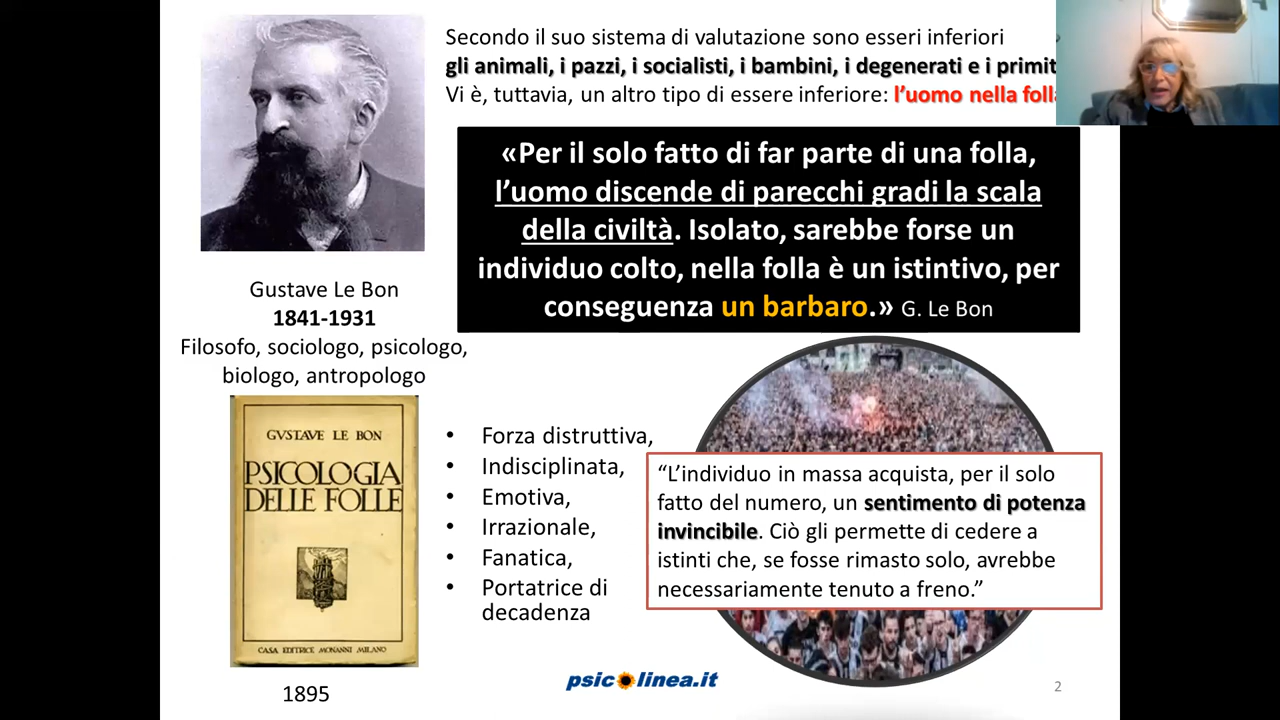 Secondo il suo sistema di valutazione sono esseri inferiori
gli animali, i pazzi, i socialisti, i bambini, i degenerati e i
Vi è, tuttavia, un altro tipo di essere inferiore: l'uomo nella
«Per il solo fatto di far parte di una folla,
l'uomo discende di parecchi gradi la scala
della civiltà. Isolato, sarebbe forse un
individuo colto, nella folla è un istintivo, per
conseguenza un barbaro.» G. Le Bon
Gustave Le Bon
1841-1931
Filosofo, sociologo, psicologo,
biologo, antropologo
GVSTAVE LE BON
PSICOLOGIA
DELLE FOLLE
CASA EDITRICE MONANNI MILANO
1895
• Forza distruttiva,
• Indisciplinata,
• Emotiva,
• Irrazionale,
• Fanatica,
• Portatrice di
decadenza
“L'individuo in massa acquista, per il solo
fatto del numero, un sentimento di potenza
invincibile. Ciò gli permette di cedere a
istinti che, se fosse rimasto solo, avrebbe
necessariamente tenuto a freno.”
psicolinea.it
2